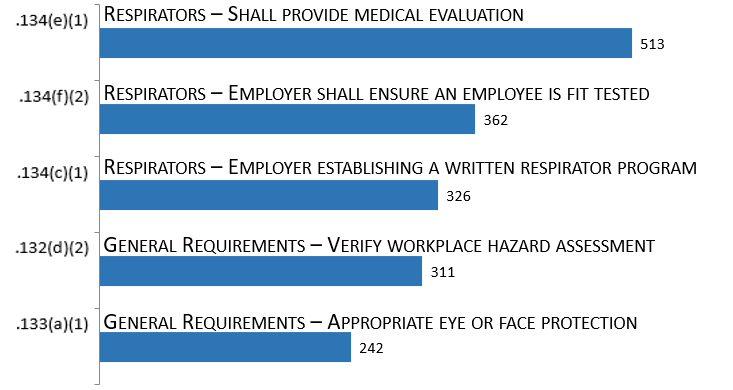 .134(e)(1) Respirators – Shall provide medical evaluation
513
.134(f)(2) Respirators – Employer shall ensure an employee is fit tested
362
.134(c)(1) Respirators – Employer establishing a written respirator program
326
.132(d)(2) General Requirements – Verify workplace hazard assessment
311
.133(a)(1) General Requirements – Appropriate eye or face protection
242